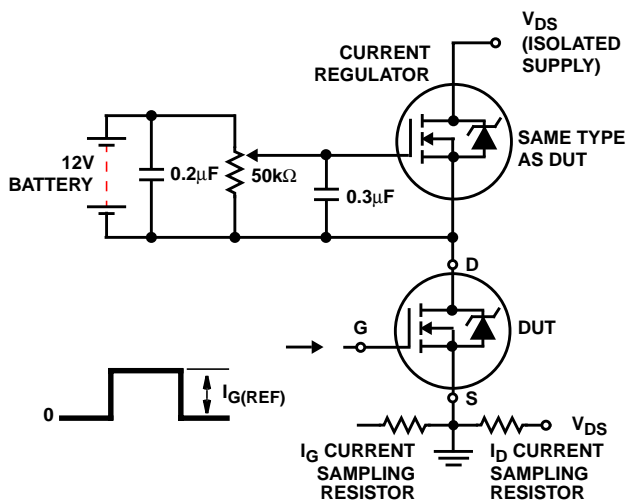 V_DS
(ISOLATED
SUPPLY)
CURRENT
REGULATOR
SAME TYPE
AS DUT
12V
BATTERY
0.2μF
50kΩ
0.3μF
D
G
DUT
0
I_G(REF)
S
V_DS
I_G CURRENT
SAMPLING
RESISTOR
I_D CURRENT
SAMPLING
RESISTOR